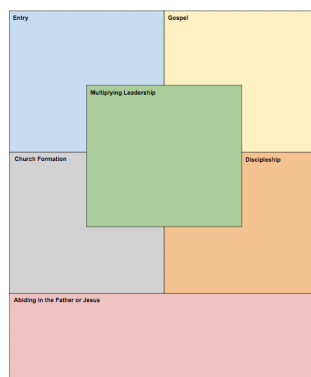 Entry
Gospel
Multiplying Leadership
Church Formation
Discipleship
Abiding in the Father or Jesus